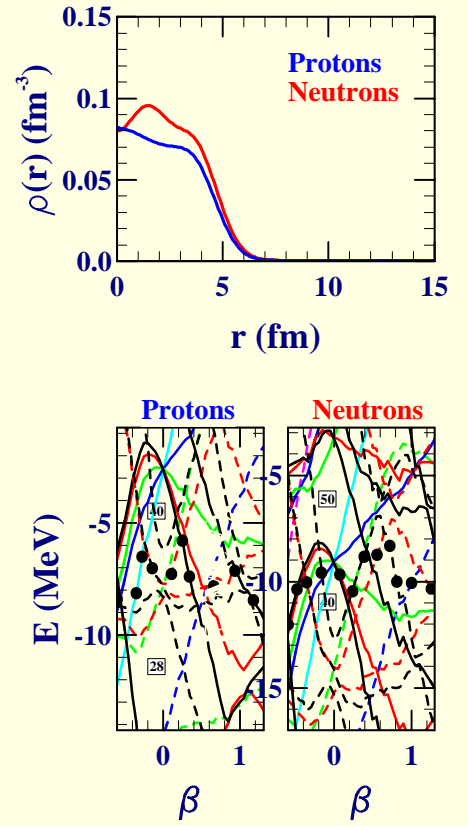 0.15
ρ(r) (fm⁻³)
Protons
Neutrons
0.1
0.05
0.0
0 5 10 15
r (fm)
Protons Neutrons
E (MeV)
-5 -5
-10 -10
-15
40
28
50
40
0 1 0 1
β β